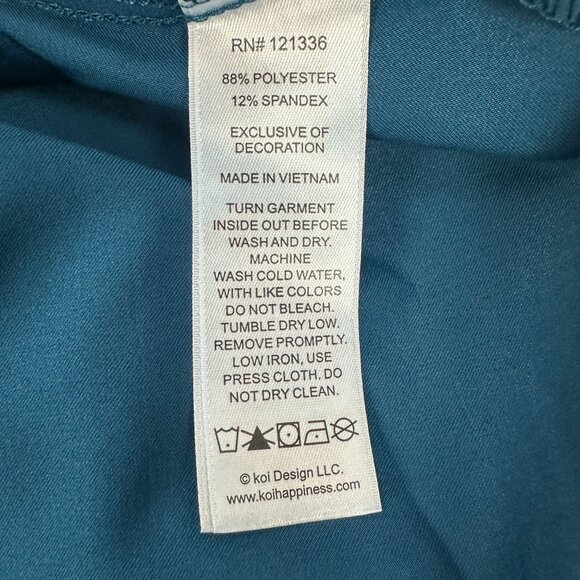 RN# 121336
88% POLYESTER
12% SPANDEX
EXCLUSIVE OF
DECORATION
MADE IN VIETNAM
TURN GARMENT
INSIDE OUT BEFORE
WASH AND DRY.
MACHINE
WASH COLD WATER,
WITH LIKE COLORS
DO NOT BLEACH.
TUMBLE DRY LOW.
REMOVE PROMPTLY.
LOW IRON, USE
PRESS CLOTH. DO
NOT DRY CLEAN.
© koi Design LLC.
www.koihappiness.com